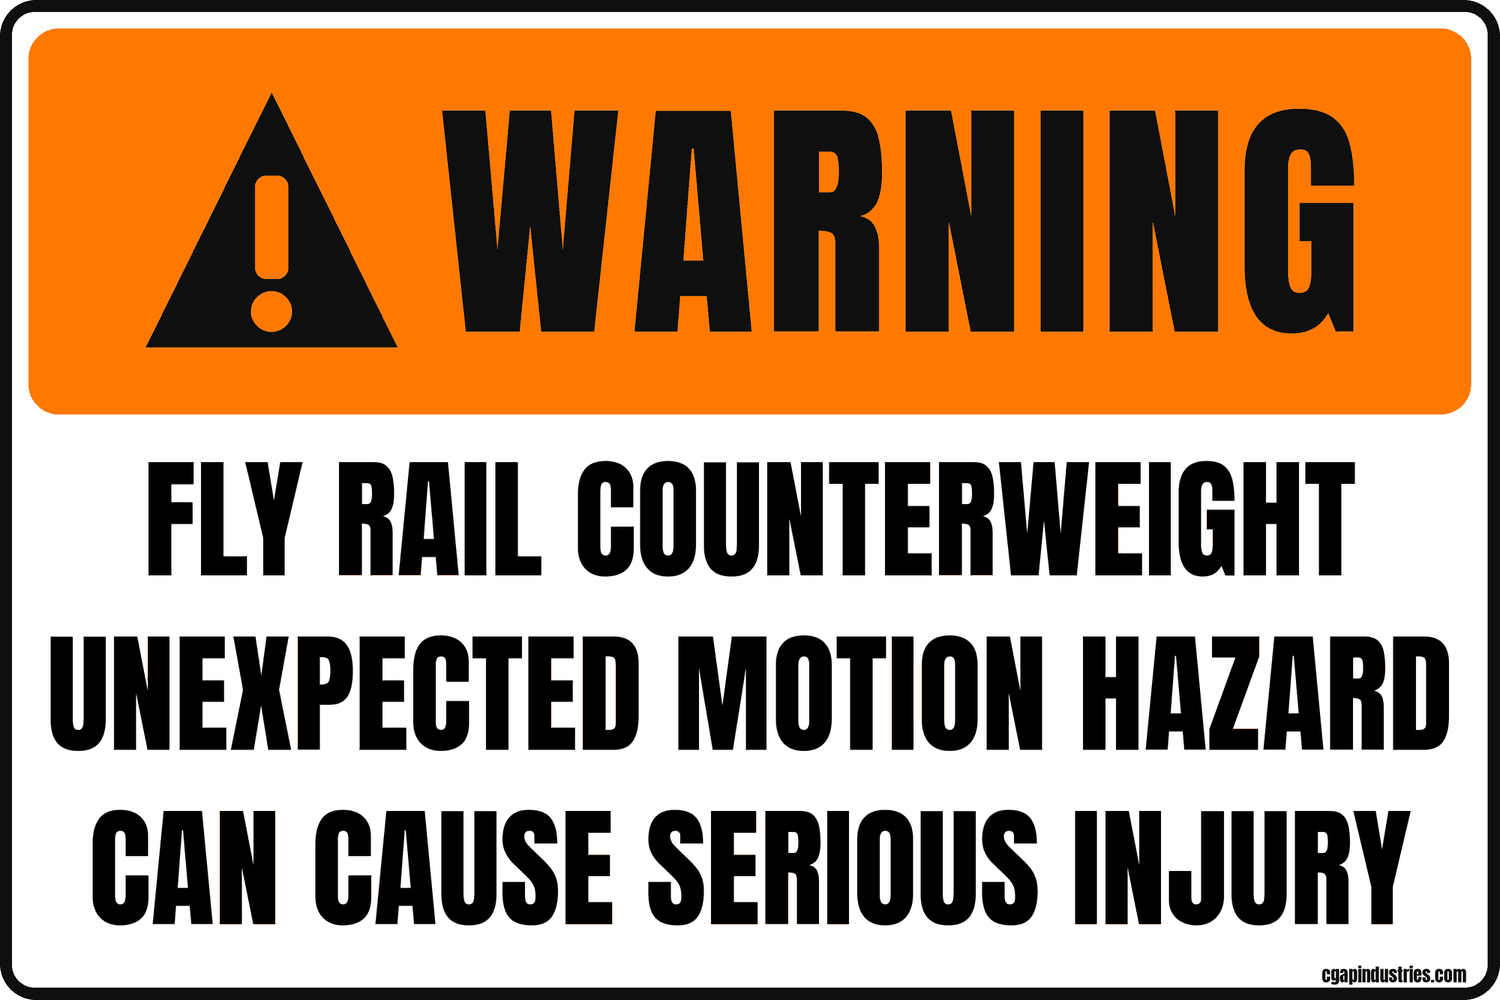 WARNING
FLY RAIL COUNTERWEIGHT
UNEXPECTED MOTION HAZARD
CAN CAUSE SERIOUS INJURY
cgapindustries.com